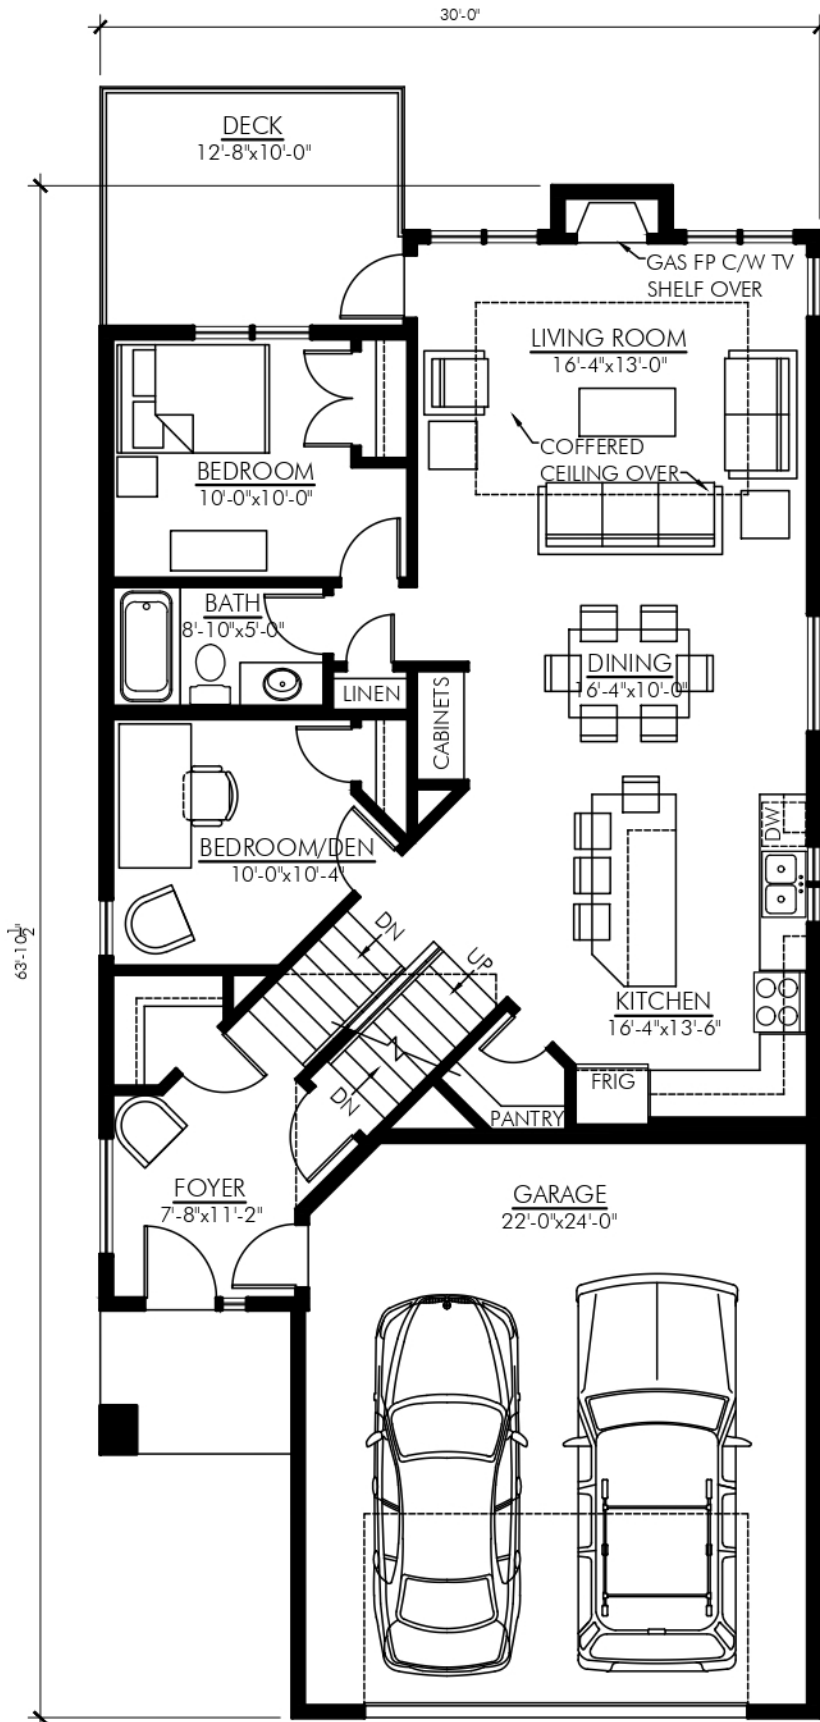 30'-0"
DECK
12'-8"x10'-0"
GAS FP C/W TV
SHELF OVER
LIVING ROOM
16'-4"x13'-0"
COFFERED
CEILING OVER
BEDROOM
10'-0"x10'-0"
BATH
8'-10"x5'-0"
LINEN
CABINETS
DINING
16'-4"x10'-0"
DW
BEDROOM/DEN
10'-0"x10'-4"
63'-10 1/2"
DN
UP
KITCHEN
16'-4"x13'-6"
FRIG
DN
PANTRY
FOYER
7'-8"x11'-2"
GARAGE
22'-0"x24'-0"